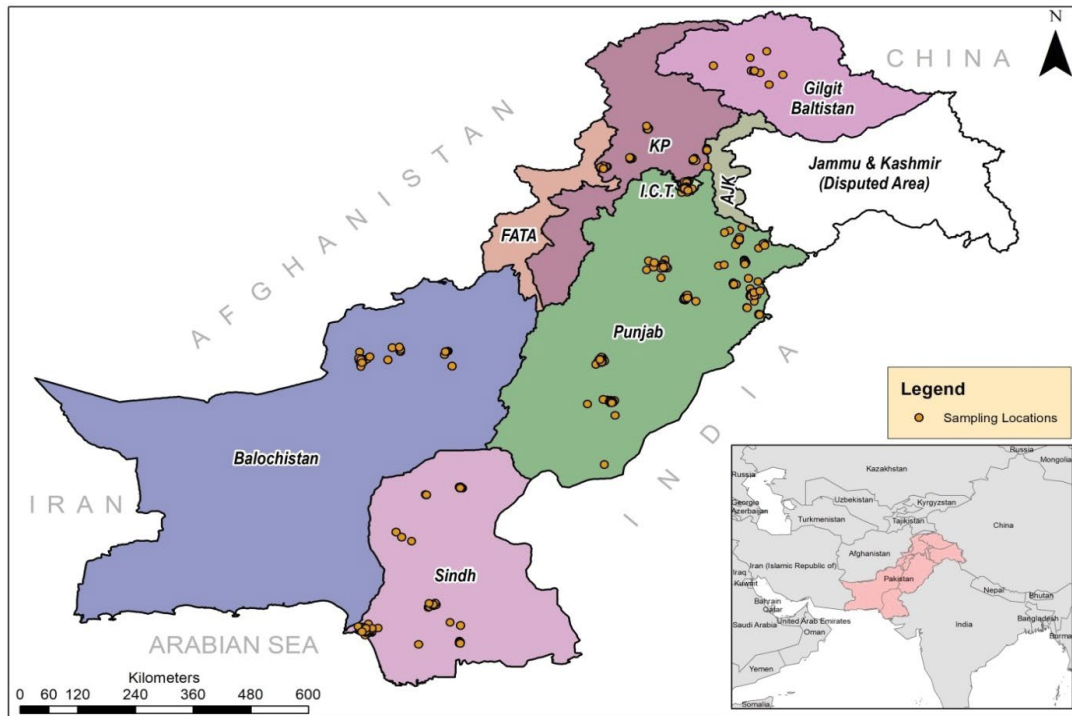 N
CHINA
Gilgit
Baltistan
AFGHANISTAN
KP
Jammu & Kashmir
(Disputed Area)
I.C.T.
AJK
FATA
Punjab
INDIA
Legend
Sampling Locations
Balochistan
IRAN
Sindh
ARABIAN SEA
Kilometers
0 60 120 240 360 480 600
Russia
Mongolia
Kazakhstan
Russia
Georgia
Azerbaijan
Uzbekistan
Kyrgyzstan
Turkmenistan
Tajikistan
China
Afghanistan
Iraq
Iran (Islamic Republic of)
Kuwait
Pakistan
Nepal
Bhutan
Bahrain
Qatar
United Arab Emirates
Saudi Arabia
Oman
India
Bangladesh
Burma
Yemen
Somalia